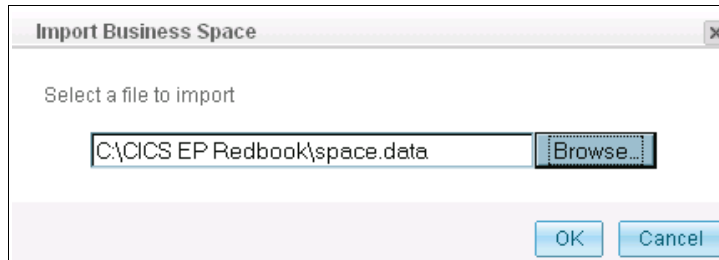 Import Business Space
Select a file to import
C:\CICS EP Redbook\space.data Browse...
OK Cancel